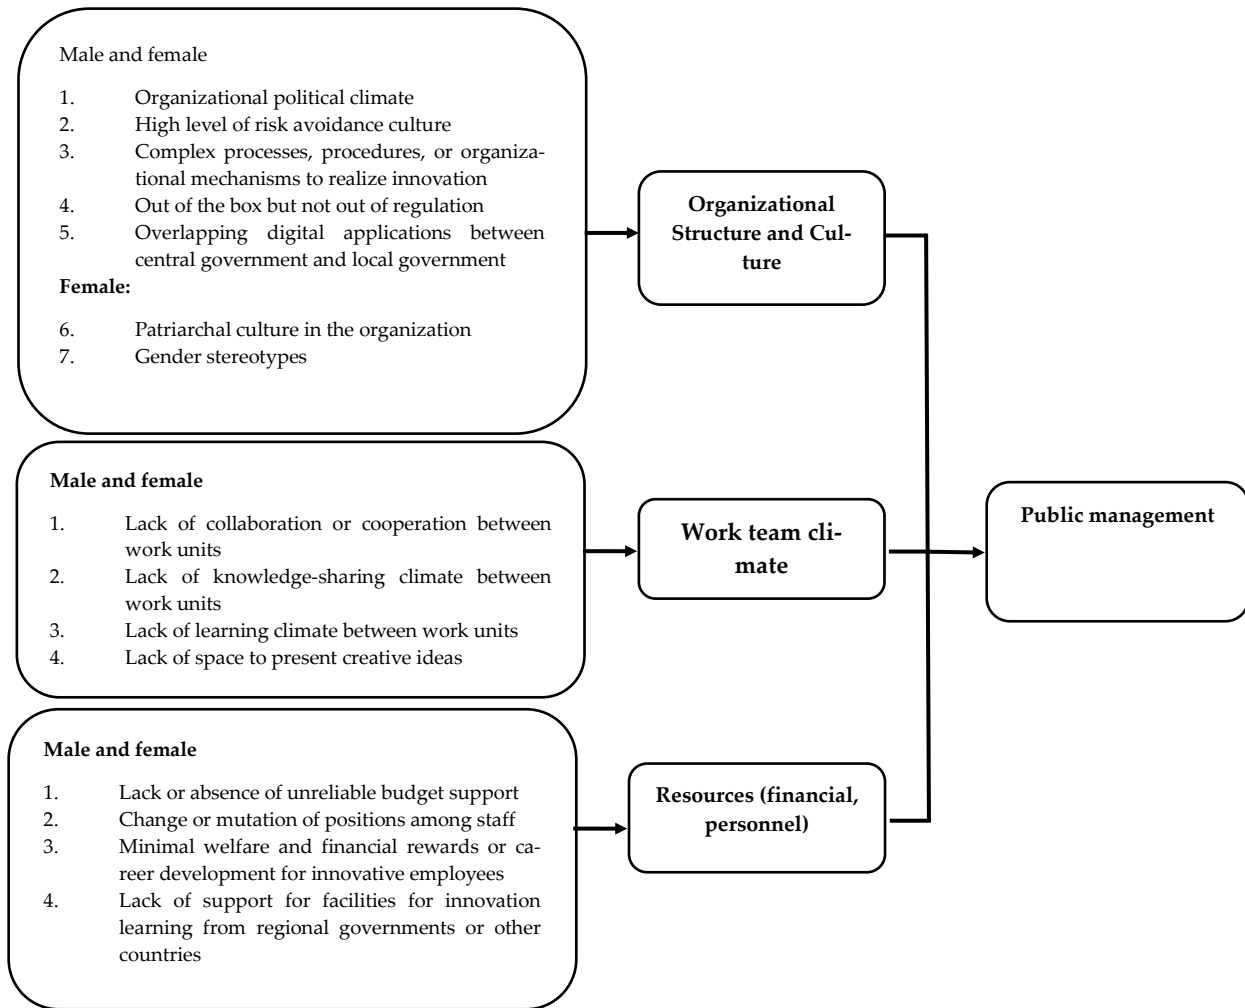 Male and female
1. Organizational political climate
2. High level of risk avoidance culture
3. Complex processes, procedures, or organiza-
tional mechanisms to realize innovation
4. Out of the box but not out of regulation
5. Overlapping digital applications between
central government and local government
Female:
6. Patriarchal culture in the organization
7. Gender stereotypes
Organizational
Structure and Cul-
ture
Male and female
1. Lack of collaboration or cooperation between
work units
2. Lack of knowledge-sharing climate between
work units
3. Lack of learning climate between work units
4. Lack of space to present creative ideas
Work team cli-
mate
Public management
Male and female
1. Lack or absence of unreliable budget support
2. Change or mutation of positions among staff
3. Minimal welfare and financial rewards or ca-
reer development for innovative employees
4. Lack of support for facilities for innovation
learning from regional governments or other
countries
Resources (financial,
personnel)